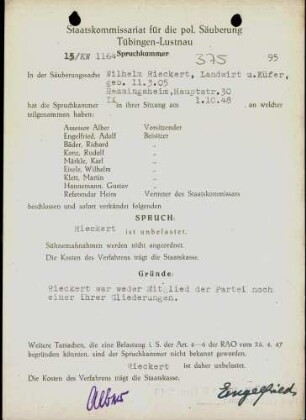 Staatskommissariat für die pol. Säuberung
Tübingen-Lustnau
15/KW 1164 Spruchkammer 375 95
In der Säuberungssache Wilhelm Rieckert, Landwirt u.Küfer,
geb. 11.3.05
Hessingsheim,Hauptstr.30
hat die Spruchkammer IX in ihrer Sitzung am 1.10.48 , an welcher
teilgenommen haben:
Assessor Alber Vorsitzender
Engelfried, Adolf Beisitzer
Bäder, Richard "
Konz, Rudolf "
Märkle, Karl "
Eisele, Wilhelm "
Klett, Martin "
Hannemann, Gustav "
Referendar Heim Vertreter des Staatskommissars
beschlossen und sofort verkündet folgenden
SPRUCH:
Rieckert
ist unbelastet.
Sühnemaßnahmen werden nicht angeordnet.
Die Kosten des Verfahrens trägt die Staatskasse.
Gründe:
Rieckert war weder Mitglied der Partei noch
einer ihrer Gliederungen.
Weitere Tatsachen, die eine Belastung i. S. der Art. 4—6 der RAO vom 26. 4. 47
begründen könnten, sind der Spruchkammer nicht bekannt geworden.
Rieckert ist daher unbelastet.
Die Kosten des Verfahrens trägt die Staatskasse.
Alber Engelfried